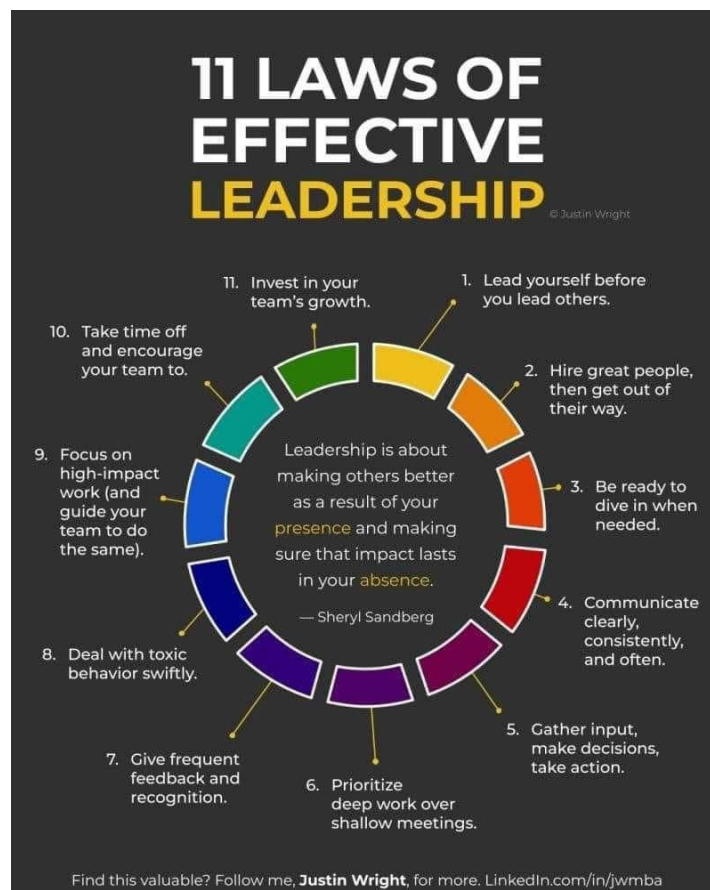 11 LAWS OF
EFFECTIVE
LEADERSHIP
© Justin Wright
1. Lead yourself before
you lead others.
2. Hire great people,
then get out of
their way.
3. Be ready to
dive in when
needed.
4. Communicate
clearly,
consistently,
and often.
5. Gather input,
make decisions,
take action.
6. Prioritize
deep work over
shallow meetings.
7. Give frequent
feedback and
recognition.
8. Deal with toxic
behavior swiftly.
9. Focus on
high-impact
work (and
guide your
team to do
the same).
10. Take time off
and encourage
your team to.
11. Invest in your
team's growth.
Leadership is about
making others better
as a result of your
presence and making
sure that impact lasts
in your absence.
— Sheryl Sandberg
Find this valuable? Follow me, Justin Wright, for more. LinkedIn.com/in/jwmba